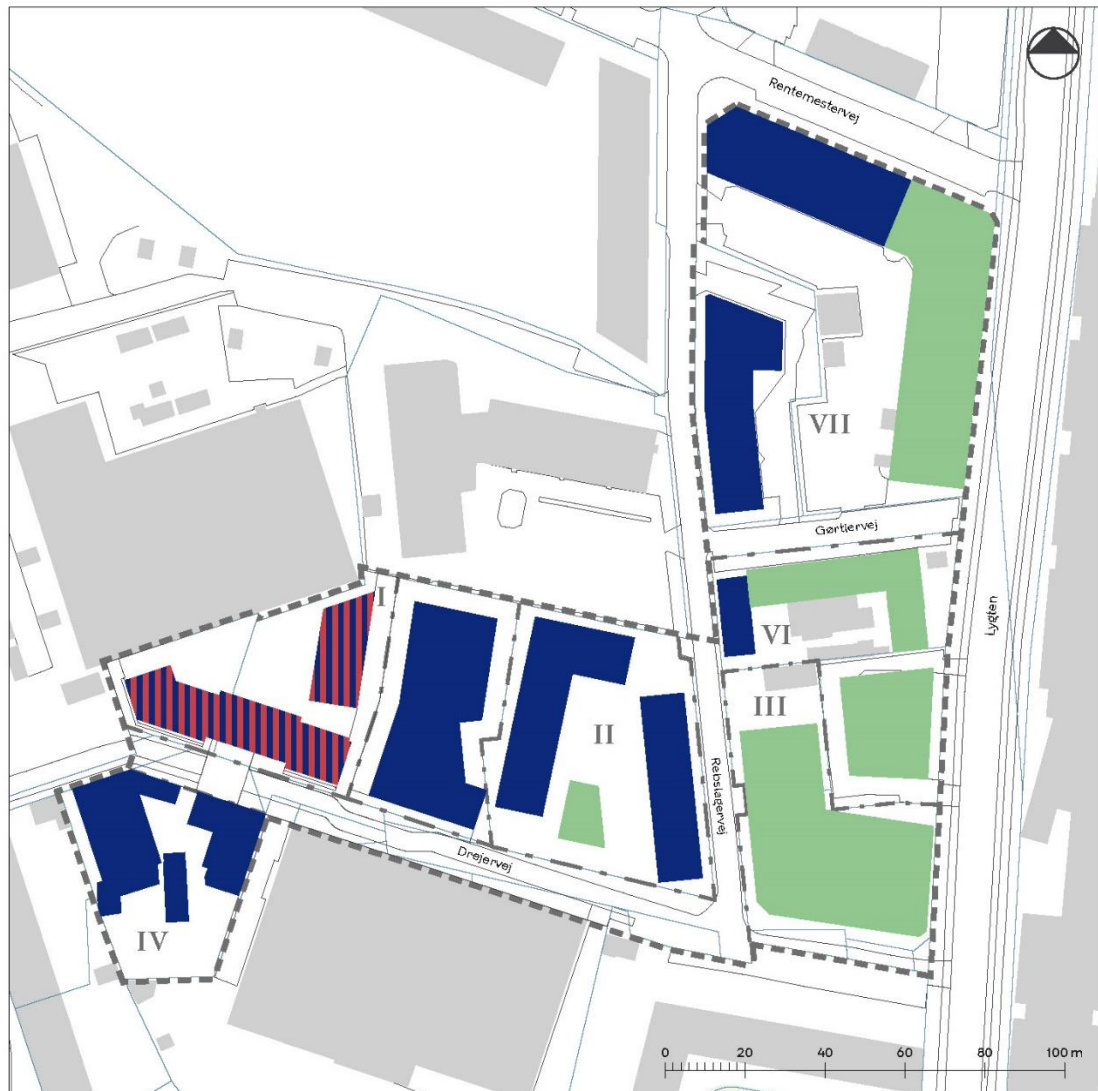 Rentemestervej
VII
Gørtlervej
Lygten
I
VI
III
II
Rebslagervej
Drejervej
IV
0 20 40 60 80 100 m